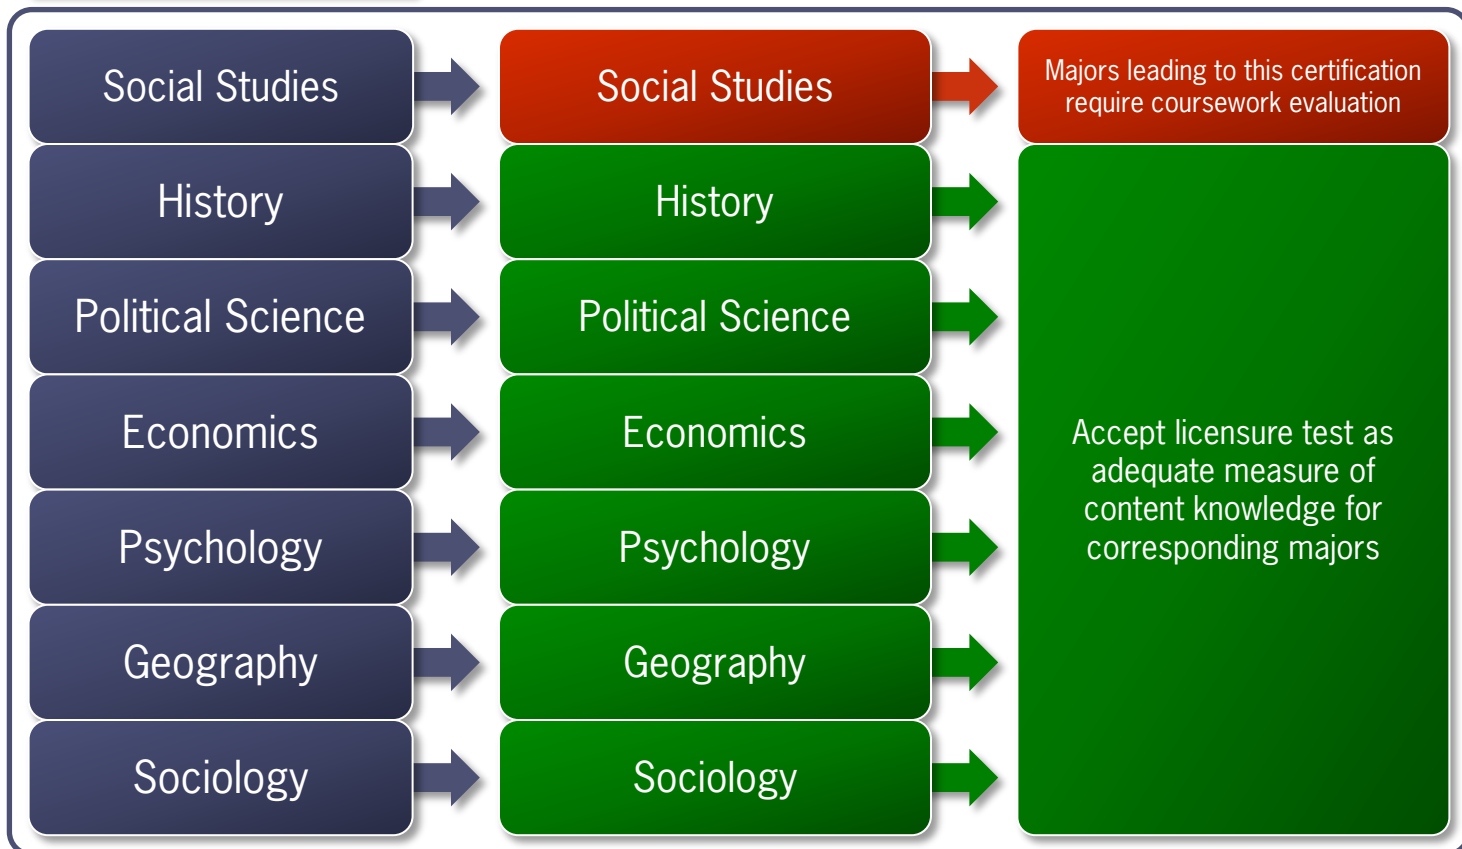 Social Studies
Social Studies
Majors leading to this certification
require coursework evaluation
History
History
Political Science
Political Science
Economics
Economics
Accept licensure test as
adequate measure of
content knowledge for
corresponding majors
Psychology
Psychology
Geography
Geography
Sociology
Sociology